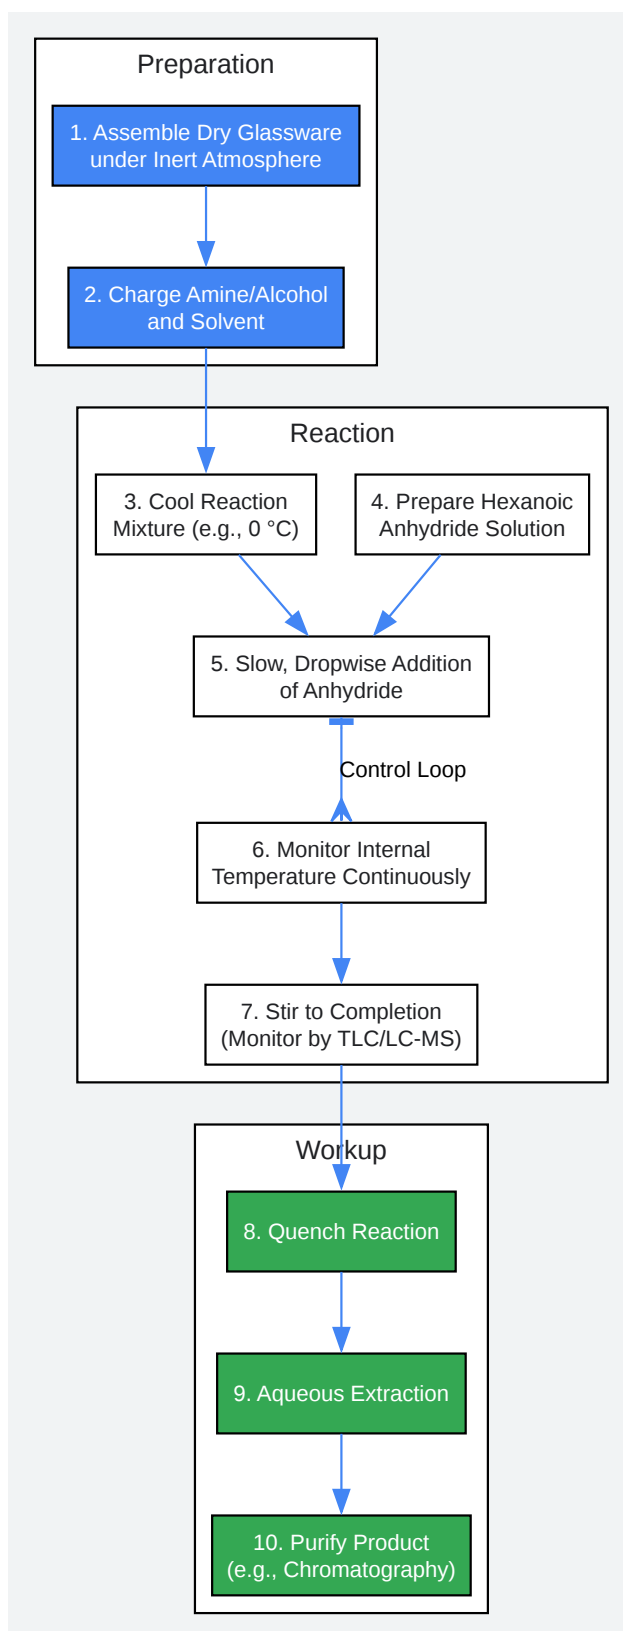 Preparation
1. Assemble Dry Glassware
under Inert Atmosphere
2. Charge Amine/Alcohol
and Solvent
Reaction
3. Cool Reaction
Mixture (e.g., 0 °C)
4. Prepare Hexanoic
Anhydride Solution
5. Slow, Dropwise Addition
of Anhydride
Control Loop
6. Monitor Internal
Temperature Continuously
7. Stir to Completion
(Monitor by TLC/LC-MS)
Workup
8. Quench Reaction
9. Aqueous Extraction
10. Purify Product
(e.g., Chromatography)